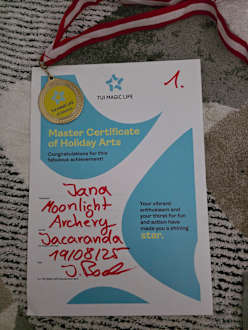 1.
TUI MAGIC LIFE
Master Certificate
of Holiday Arts
Congratulations for this
fabulous achievement!
Jana
Moonlight
Archery
Jacaranda
19/08/25
Your vibrant
enthusiasm and
your thirst for fun
and action have
made you a shining
star.